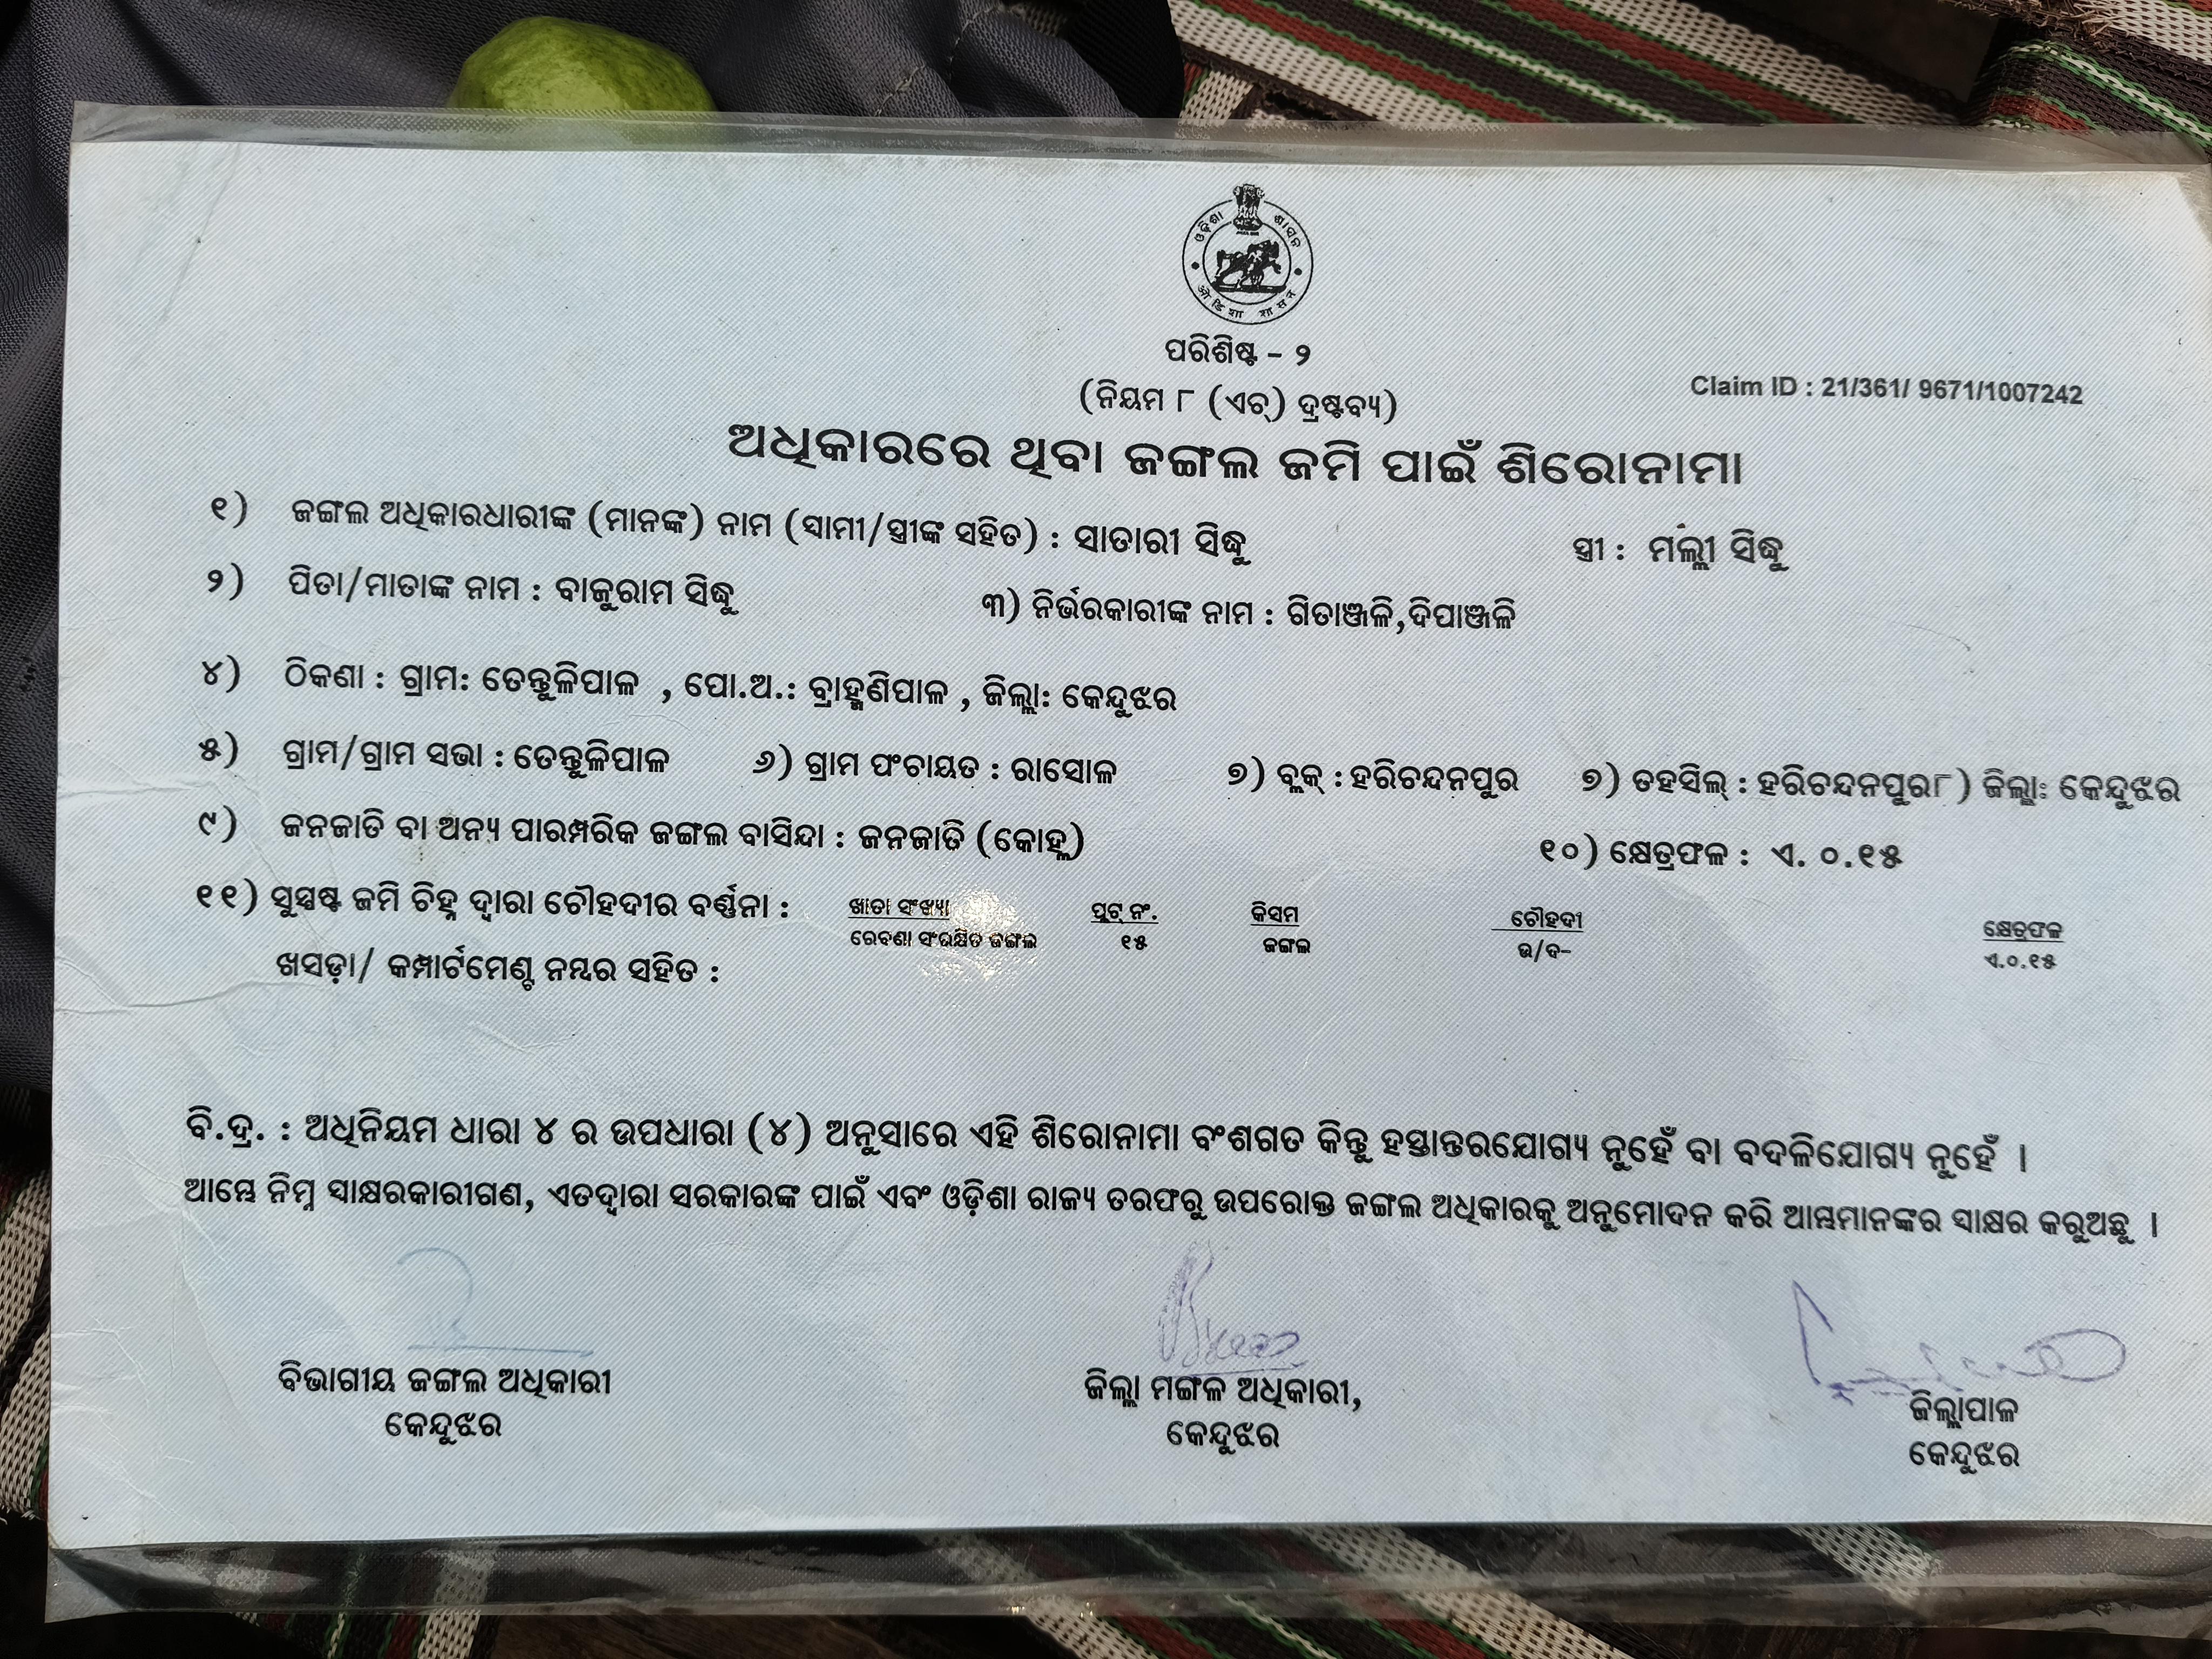 ଓଡ଼ିଶା ଶାସନ
ओडिशा शासन
ପରିଶିଷ୍ଟ - ୨
(ନିୟମ ୮ (ଏଚ୍) ଦ୍ରଷ୍ଟବ୍ୟ)
Claim ID : 21/361/ 9671/1007242
ଅଧିକାରରେ ଥିବା ଜଙ୍ଗଲ ଜମି ପାଇଁ ଶିରୋନାମା
୧) ଜଙ୍ଗଲ ଅଧିକାରଧାରୀଙ୍କ (ମାନଙ୍କ) ନାମ (ସ୍ୱାମୀ/ସ୍ତ୍ରୀଙ୍କ ସହିତ) : ସାତାରୀ ସିଦ୍ଧୁ ସ୍ତ୍ରୀ : ମଲ୍ଲୀ ସିଦ୍ଧୁ
୨) ପିତା/ମାତାଙ୍କ ନାମ : ବାକୁରାମ ସିଦ୍ଧୁ ୩) ନିର୍ଭରକାରୀଙ୍କ ନାମ : ଗିତାଞ୍ଜଳି,ଦିପାଞ୍ଜଳି
୪) ଠିକଣା : ଗ୍ରାମ: ତେନ୍ତୁଳିପାଳ , ପୋ.ଅ.: ବ୍ରାହ୍ମଣିପାଳ , ଜିଲ୍ଲା: କେନ୍ଦୁଝର
୫) ଗ୍ରାମ/ଗ୍ରାମ ସଭା : ତେନ୍ତୁଳିପାଳ ୬) ଗ୍ରାମ ପଂଚାୟତ : ରାସୋଳ ୭) ବ୍ଲକ୍ : ହରିଚନ୍ଦନପୁର ୭) ତହସିଲ୍ : ହରିଚନ୍ଦନପୁର ୮) ଜିଲ୍ଲା: କେନ୍ଦୁଝର
୯) ଜନଜାତି ବା ଅନ୍ୟ ପାରମ୍ପରିକ ଜଙ୍ଗଲ ବାସିନ୍ଦା : ଜନଜାତି (କୋହ୍ଲ) ୧୦) କ୍ଷେତ୍ରଫଳ : ଏ. ୦.୧୫
୧୧) ସୁସ୍ପଷ୍ଟ ଜମି ଚିହ୍ନ ଦ୍ୱାରା ଚୌହଦୀର ବର୍ଣ୍ଣନା : ଖାତା ସଂଖ୍ୟା ପ୍ଲଟ୍ ନଂ. କିସମ ଚୌହଦୀ କ୍ଷେତ୍ରଫଳ
ରେବଣା ସଂରକ୍ଷିତ ଜଙ୍ଗଲ ୧୫ ଜଙ୍ଗଲ ଉ/ଦ- ଏ.୦.୧୫
ଖସଡ଼ା/ କମ୍ପାର୍ଟମେଣ୍ଟ ନମ୍ବର ସହିତ :
ବି.ଦ୍ର. : ଅଧିନିୟମ ଧାରା ୪ ର ଉପଧାରା (୪) ଅନୁସାରେ ଏହି ଶିରୋନାମା ବଂଶଗତ କିନ୍ତୁ ହସ୍ତାନ୍ତରଯୋଗ୍ୟ ନୁହେଁ ବା ବଦଳିଯୋଗ୍ୟ ନୁହେଁ ।
ଆମ୍ଭେ ନିମ୍ନ ସାକ୍ଷରକାରୀଗଣ, ଏତଦ୍ୱାରା ସରକାରଙ୍କ ପାଇଁ ଏବଂ ଓଡ଼ିଶା ରାଜ୍ୟ ତରଫରୁ ଉପରୋକ୍ତ ଜଙ୍ଗଲ ଅଧିକାରକୁ ଅନୁମୋଦନ କରି ଆମ୍ଭମାନଙ୍କର ସାକ୍ଷର କରୁଅଛୁ ।
ବିଭାଗୀୟ ଜଙ୍ଗଲ ଅଧିକାରୀ ଜିଲ୍ଲା ମଙ୍ଗଳ ଅଧିକାରୀ, ଜିଲ୍ଲାପାଳ
କେନ୍ଦୁଝର କେନ୍ଦୁଝର କେନ୍ଦୁଝର